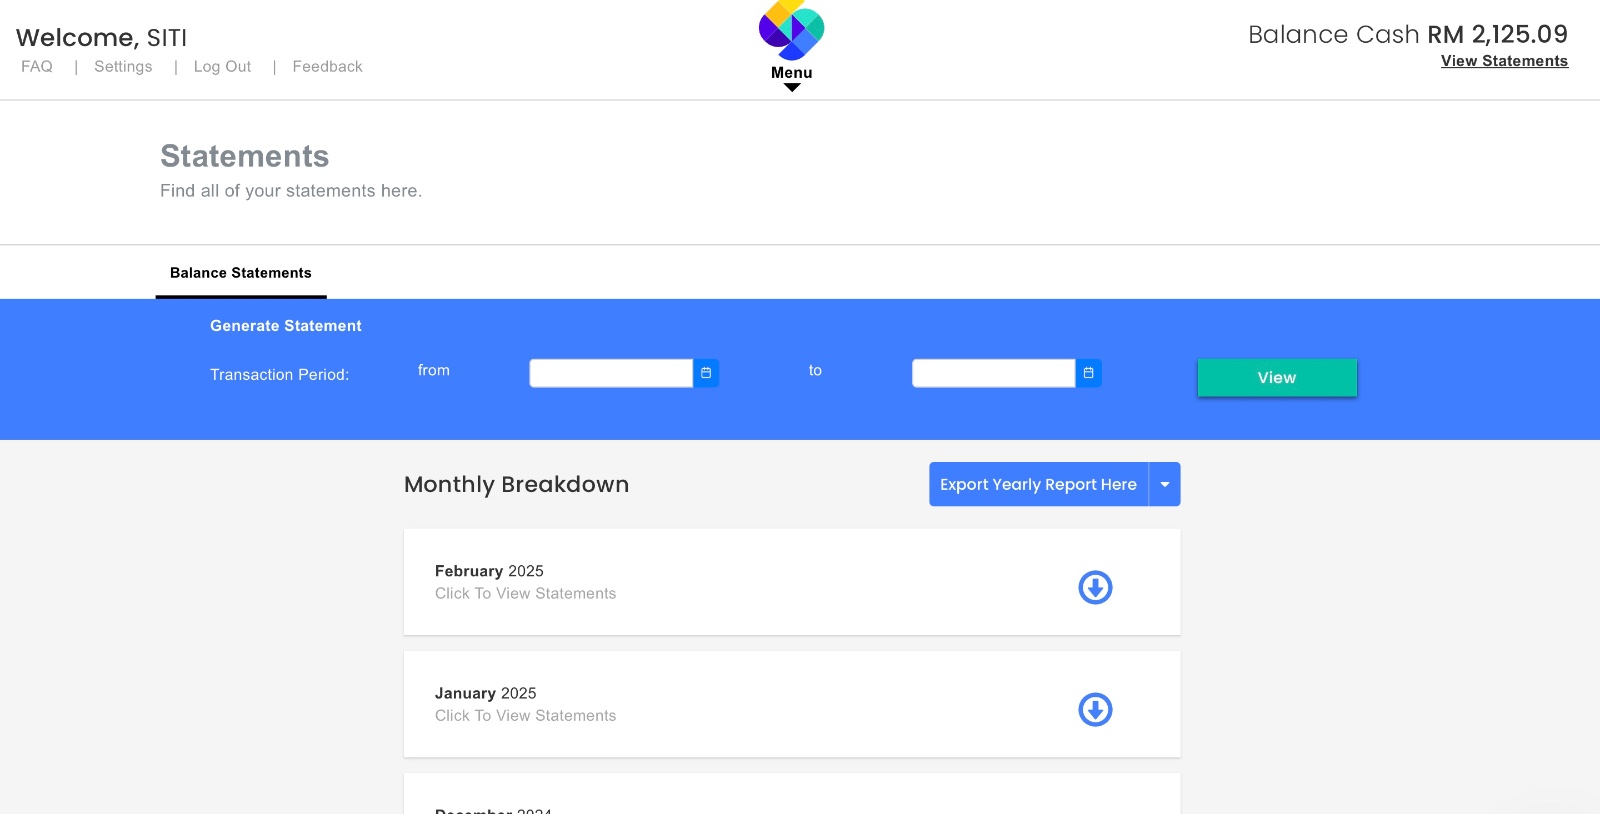 Welcome, SITI
FAQ | Settings | Log Out | Feedback
Menu
Balance Cash RM 2,125.09
View Statements
Statements
Find all of your statements here.
Balance Statements
Generate Statement
Transaction Period: from to View
Monthly Breakdown
Export Yearly Report Here
February 2025
Click To View Statements
January 2025
Click To View Statements
December 2024